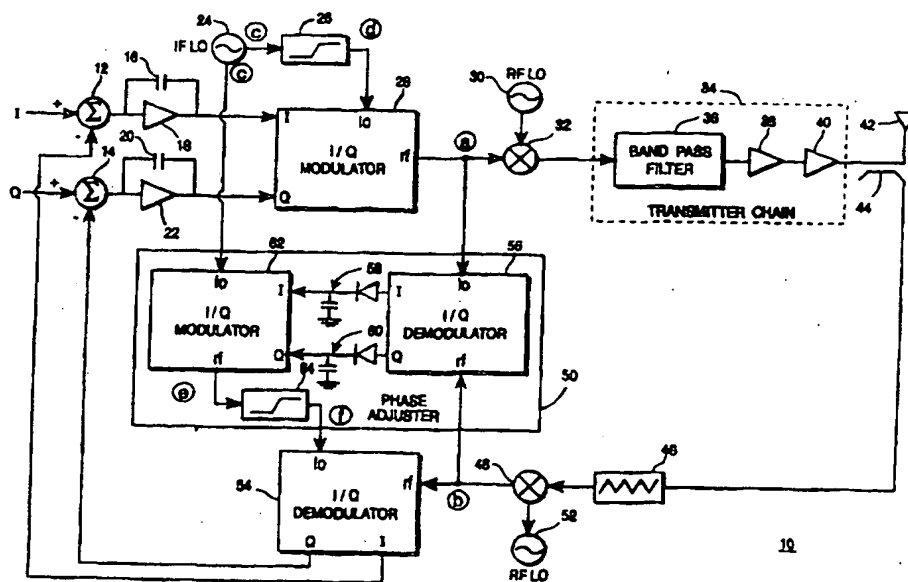 24
IF LO
c
c
26
d
16
12
I
+
Σ
-
18
20
14
Q
+
Σ
-
22
I
lo
28
I/Q
MODULATOR
rf
Q
a
30
RF LO
32
34
36
BAND PASS
FILTER
38
40
TRANSMITTER CHAIN
42
44
62
lo
I/Q
MODULATOR
I
Q
rf
58
60
56
lo
I
I/Q
DEMODULATOR
Q
rf
e
64
f
PHASE
ADJUSTER
50
54
lo
I/Q
DEMODULATOR
rf
Q
I
b
48
52
RF LO
46
10